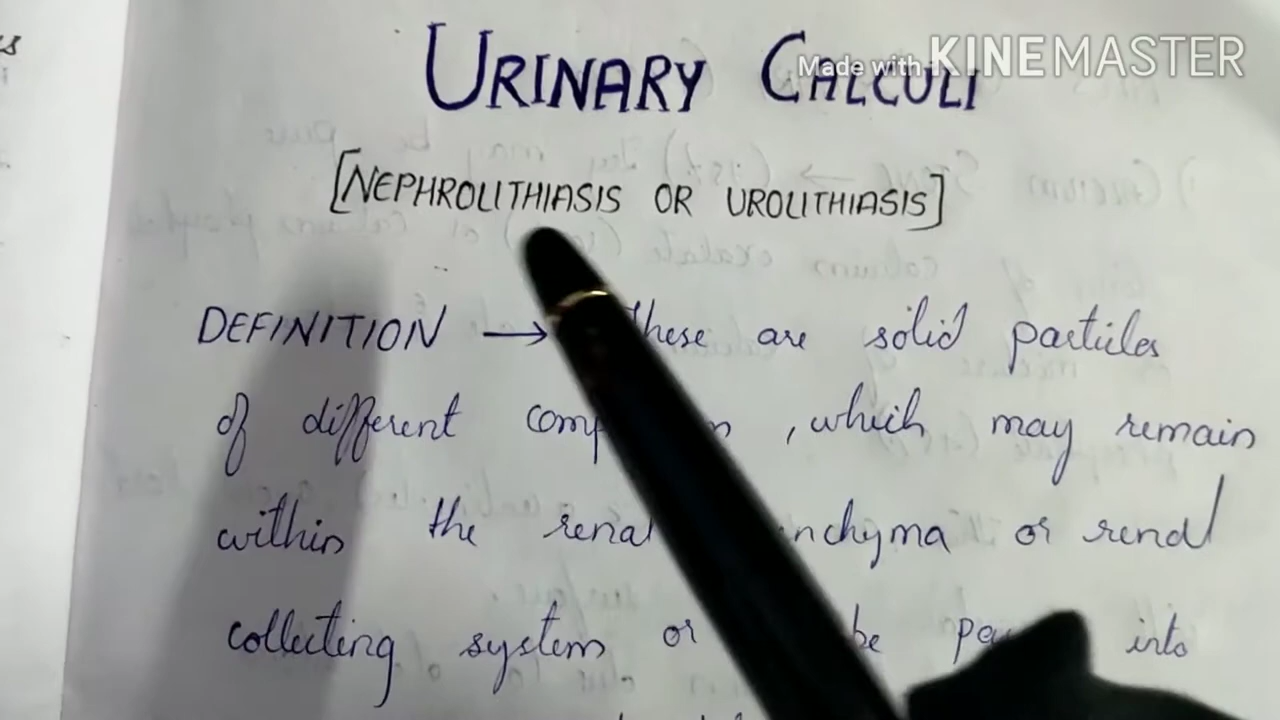 URINARY CALCULI
Made with KINEMASTER
[NEPHROLITHIASIS OR UROLITHIASIS]
DEFINITION → These are solid particles
of different , which may remain
within the renal or renal
collecting system or be into